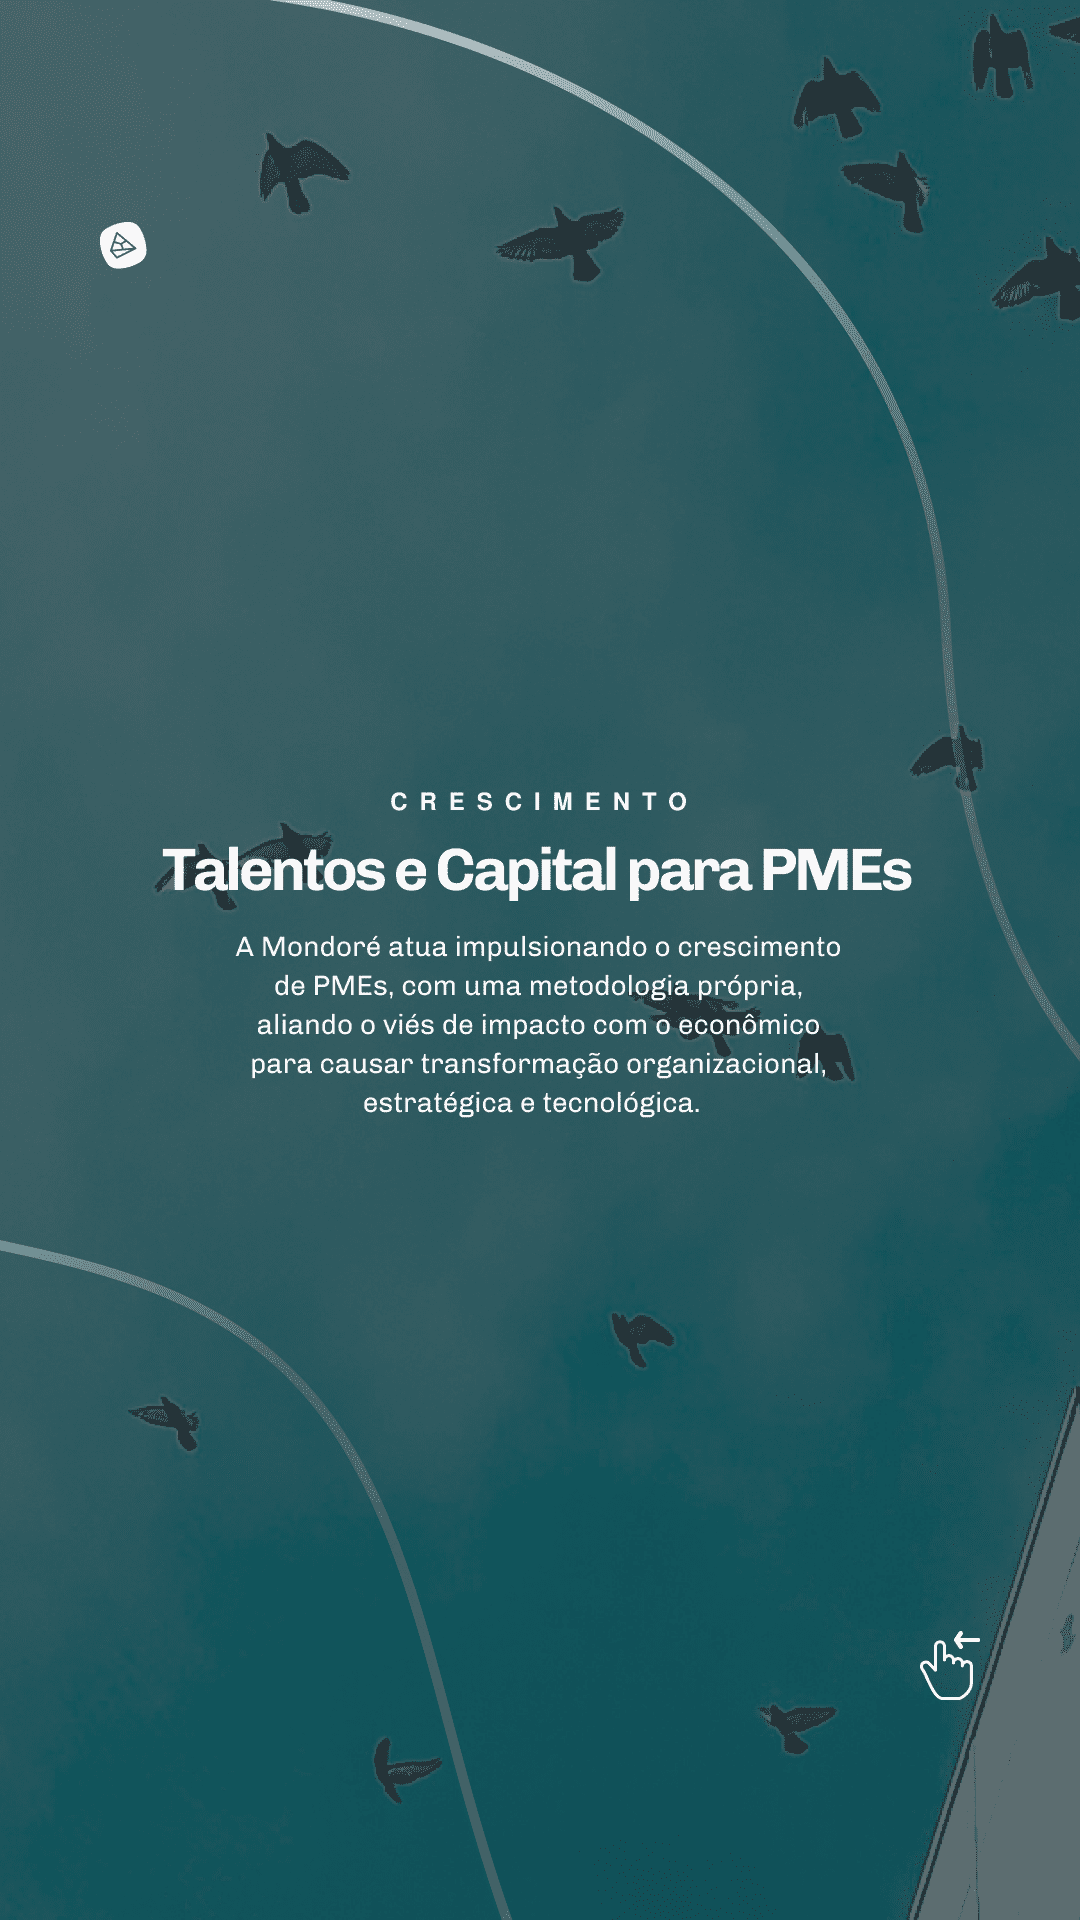 CRESCIMENTO
Talentos e Capital para PMEs
A Mondoré atua impulsionando o crescimento
de PMEs, com uma metodologia própria,
aliando o viés de impacto com o econômico
para causar transformação organizacional,
estratégica e tecnológica.